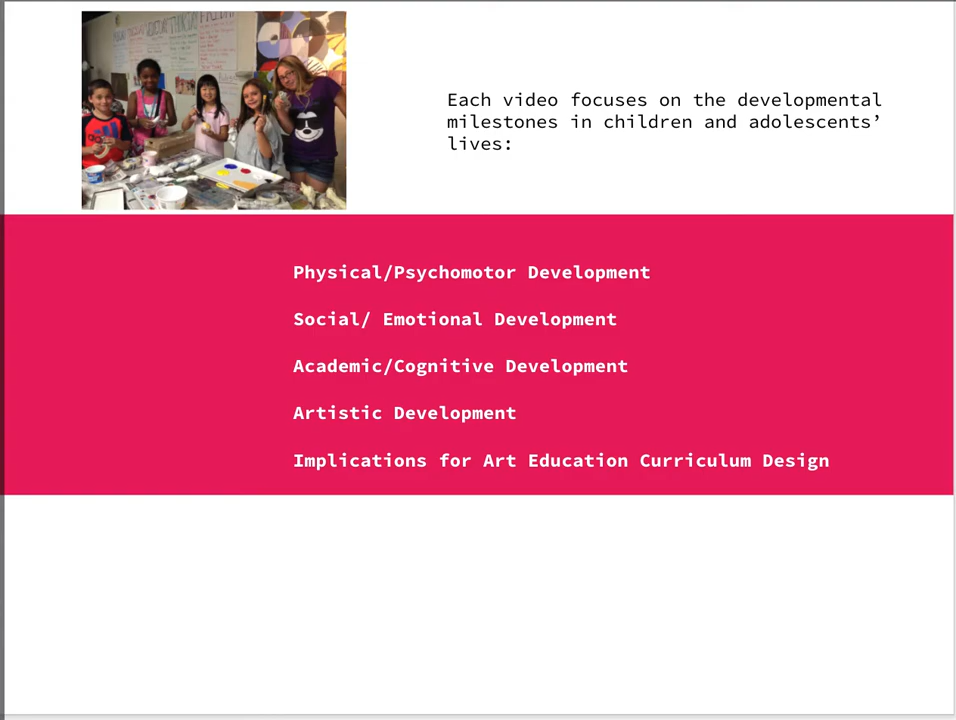 Each video focuses on the developmental
milestones in children and adolescents’
lives:
Physical/Psychomotor Development
Social/ Emotional Development
Academic/Cognitive Development
Artistic Development
Implications for Art Education Curriculum Design